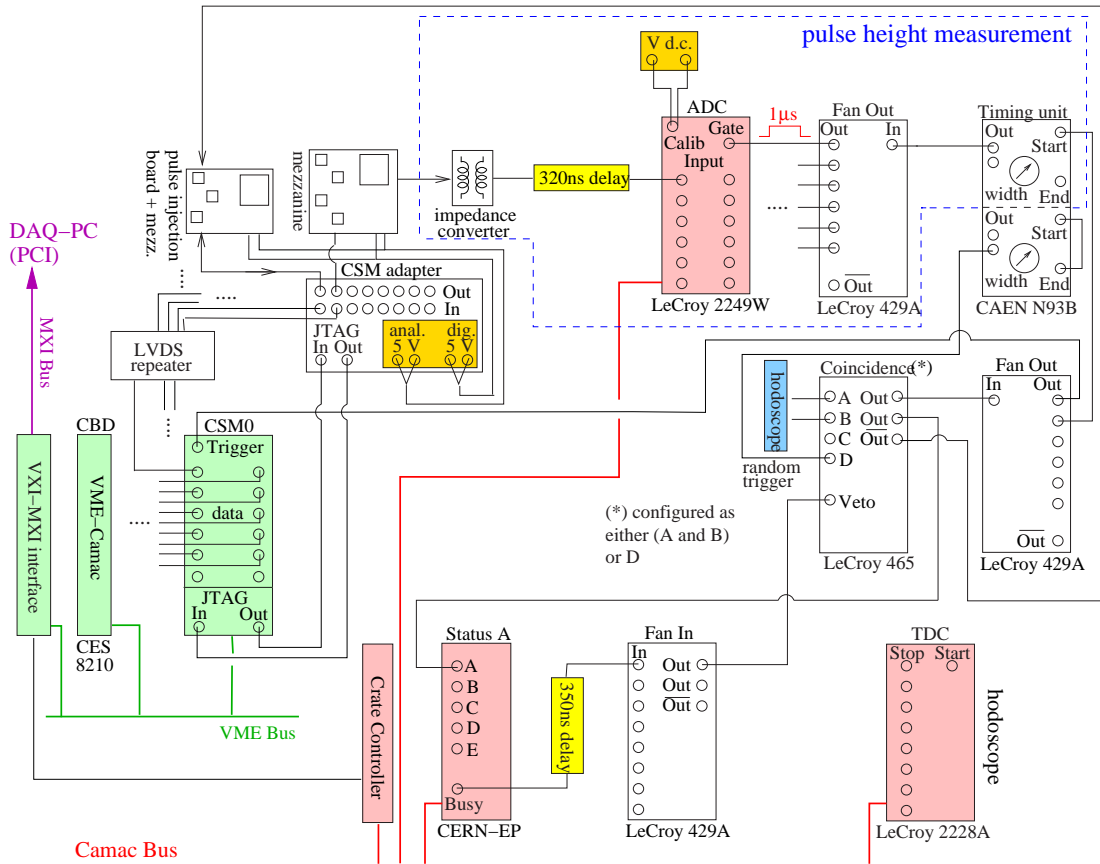 pulse height measurement
V d.c.
ADC
Gate
Calib
Input
LeCroy 2249W
1µs
Fan Out
Out
In
....
Out
LeCroy 429A
Timing unit
Out
Start
width
End
Out
Start
width
End
CAEN N93B
pulse injection
board + mezz.
mezzanine
impedance
converter
320ns delay
DAQ−PC
(PCI)
MXI Bus
....
....
CSM adapter
Out
In
JTAG
In Out
anal.
5 V
dig.
5 V
LVDS
repeater
....
CSM0
Trigger
data
....
JTAG
In
Out
CBD
VME−Camac
CES
8210
VXI−MXI interface
VME Bus
hodoscope
random
trigger
Coincidence(*)
A Out
B Out
C Out
D
Veto
LeCroy 465
(*) configured as
either (A and B)
or D
Fan Out
In
Out
Out
LeCroy 429A
Crate Controller
Status A
A
B
C
D
E
Busy
CERN−EP
350ns delay
Fan In
In
Out
Out
Out
LeCroy 429A
TDC
Stop Start
hodoscope
LeCroy 2228A
Camac Bus